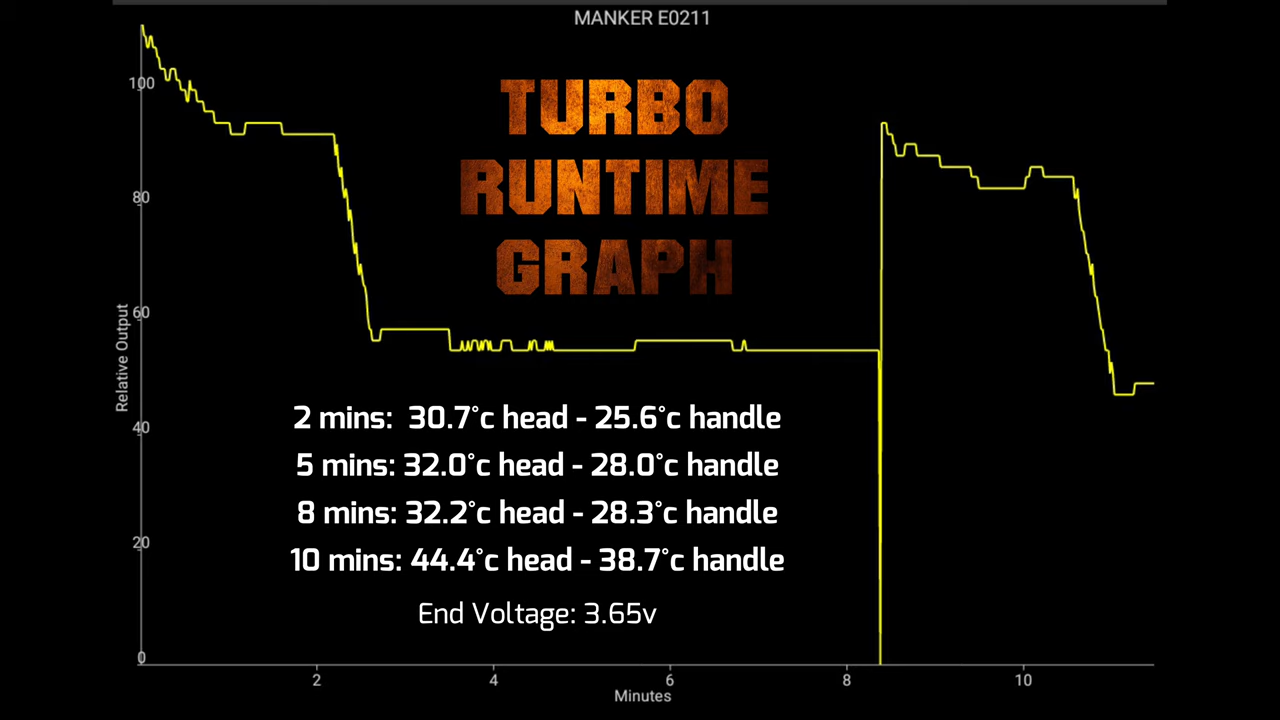 MANKER E0211
TURBO
RUNTIME
GRAPH
100
80
60
40
20
0
Relative Output
2 mins: 30.7°c head - 25.6°c handle
5 mins: 32.0°c head - 28.0°c handle
8 mins: 32.2°c head - 28.3°c handle
10 mins: 44.4°c head - 38.7°c handle
End Voltage: 3.65v
2 4 6 8 10
Minutes